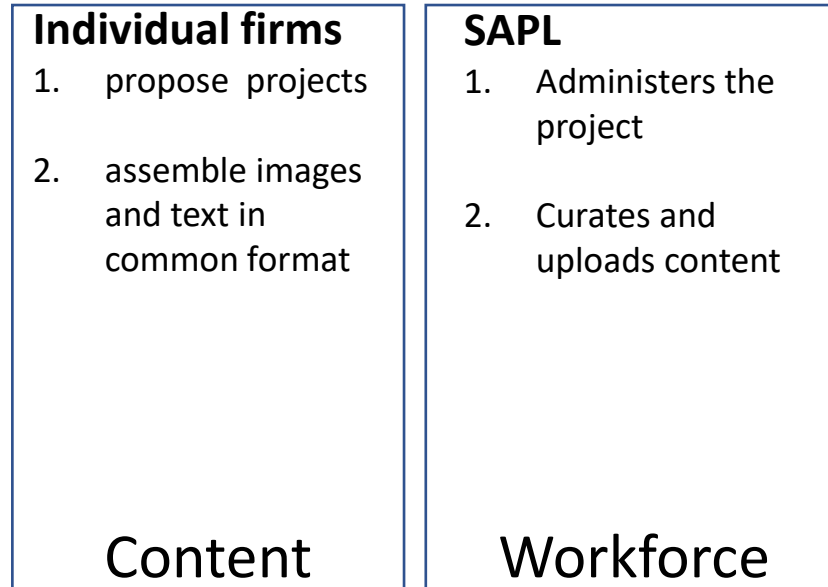 Individual firms
1. propose projects
2. assemble images
and text in
common format
Content
SAPL
1. Administers the
project
2. Curates and
uploads content
Workforce